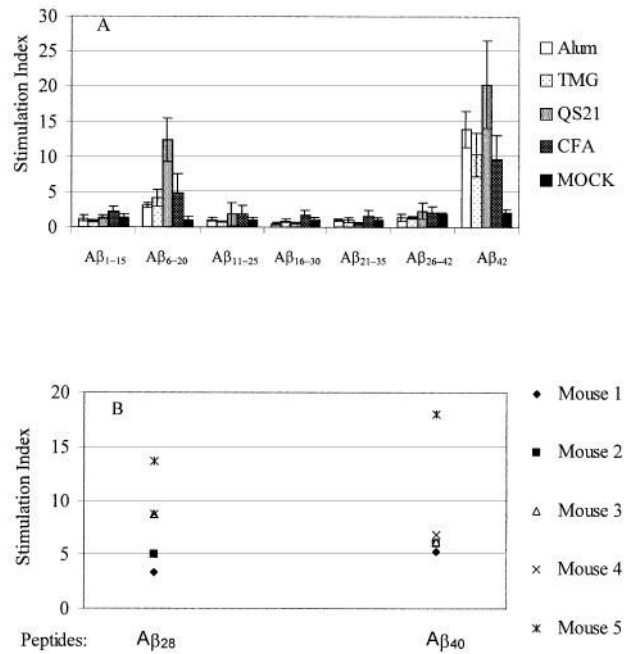 A
30
25
20
15
10
5
0
Stimulation Index
Aβ1–15 Aβ6–20 Aβ11–25 Aβ16–30 Aβ21–35 Aβ26–42 Aβ42
Alum
TMG
QS21
CFA
MOCK
B
20
15
10
5
0
Stimulation Index
Peptides: Aβ28 Aβ40
Mouse 1
Mouse 2
Mouse 3
Mouse 4
Mouse 5